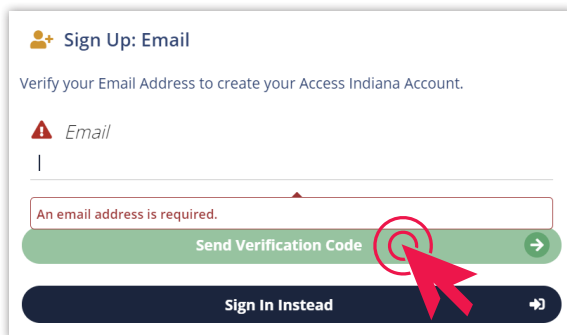 Sign Up: Email
Verify your Email Address to create your Access Indiana Account.
Email
An email address is required.
Send Verification Code
Sign In Instead